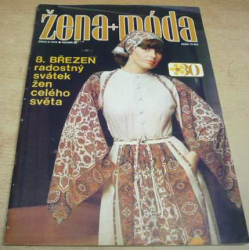 žena+móda
8. BŘEZEN
radostný
svátek
žen
celého
světa
30